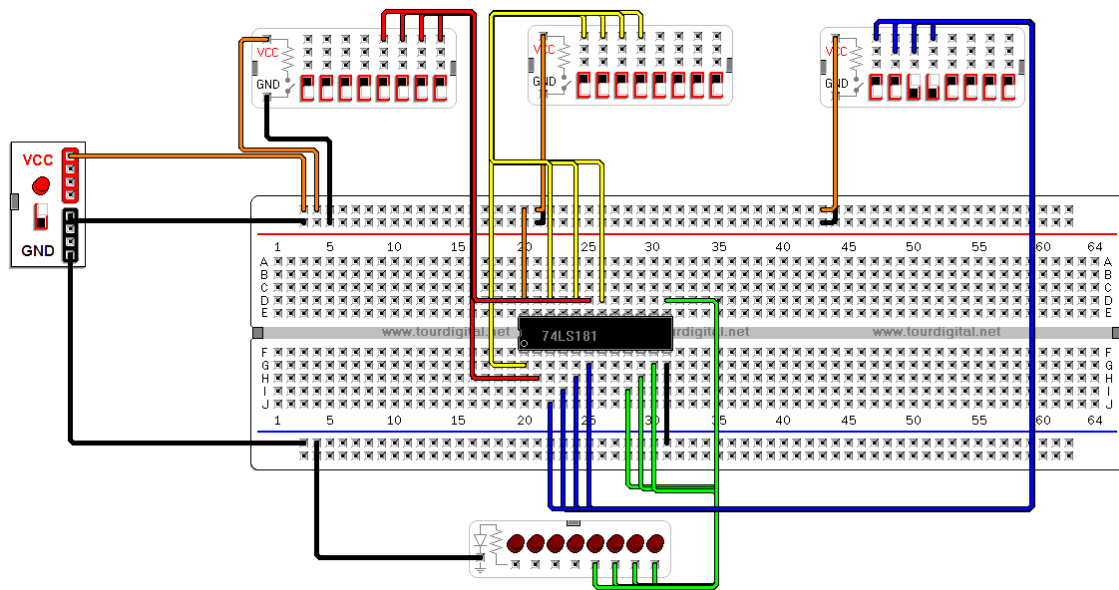 VCC
GND
VCC
GND
VCC
GND
VCC
GND
1 5 10 15 20 25 30 35 40 45 50 55 60 64
A A
B B
C C
D D
E E
www.tourdigital.net 74LS181 rdigital.net www.tourdigital.net
F F
G G
H H
I I
J J
1 5 10 15 20 25 30 35 40 45 50 55 60 64